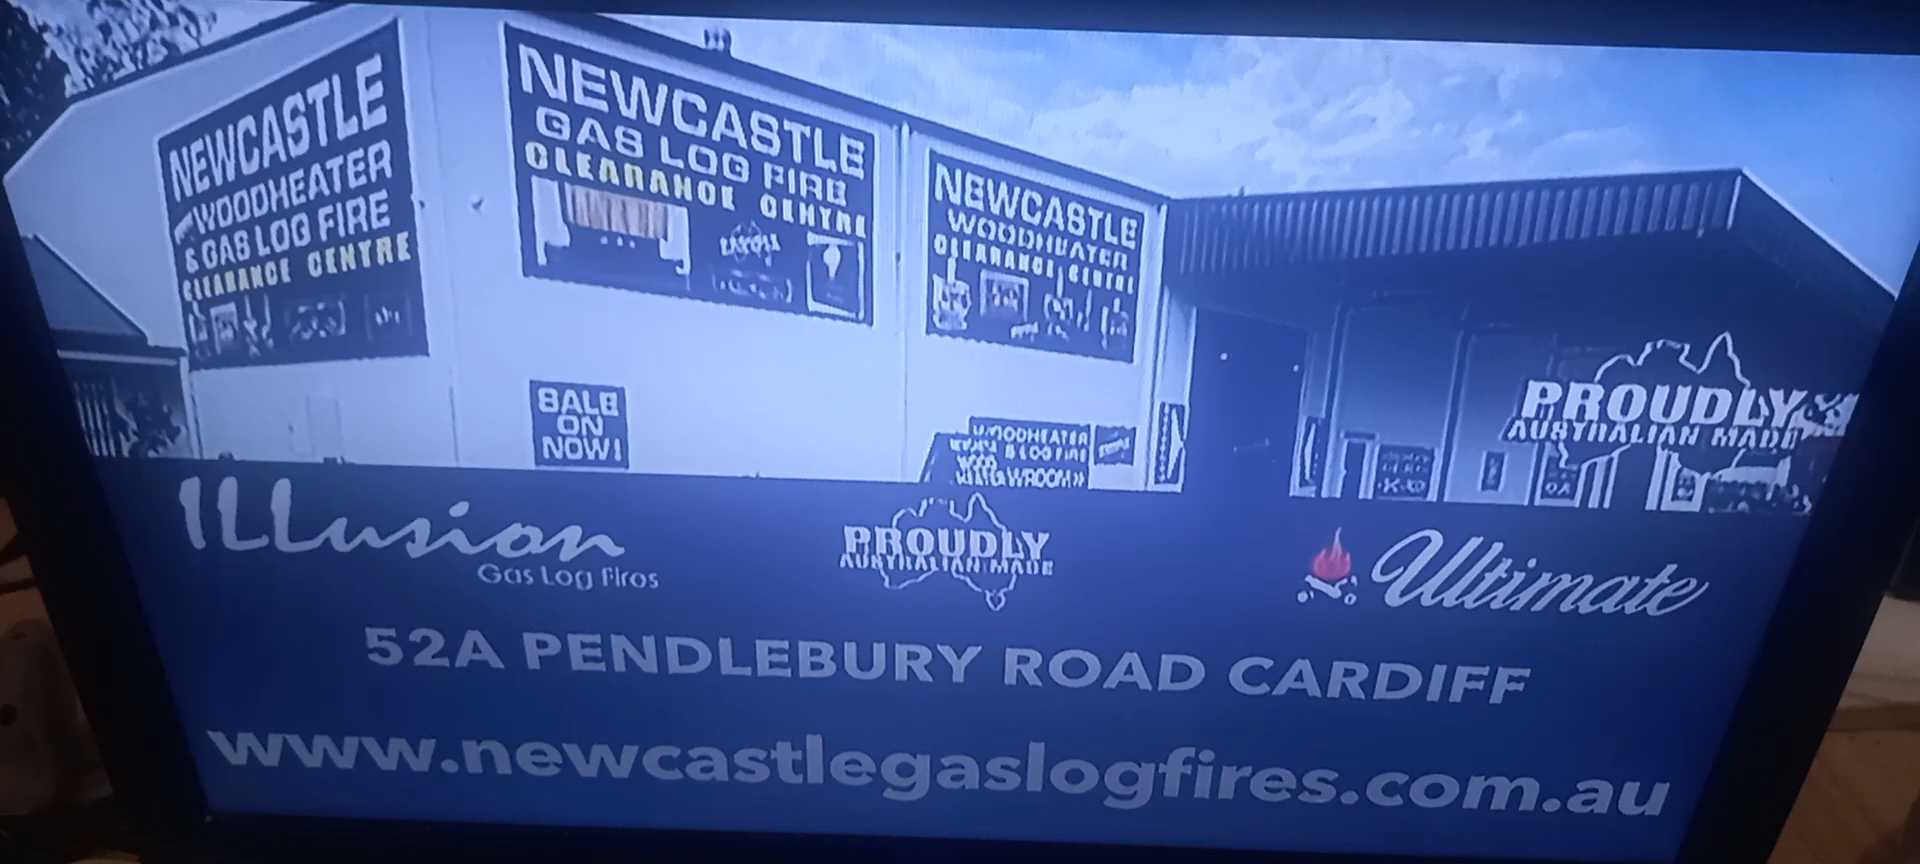 NEWCASTLE
WOODHEATER
& GAS LOG FIRE
CLEARANCE CENTRE
NEWCASTLE
GAS LOG FIRE
CLEARANCE CENTRE
NEWCASTLE
WOODHEATER
CLEARANCE CENTRE
SALE
ON
NOW!
WOODHEATER
& LOG FIRE
PROUDLY
AUSTRALIAN MADE
ILLusion
Gas Log Fires
PROUDLY
AUSTRALIAN MADE
Ultimate
52A PENDLEBURY ROAD CARDIFF
www.newcastlegaslogfires.com.au